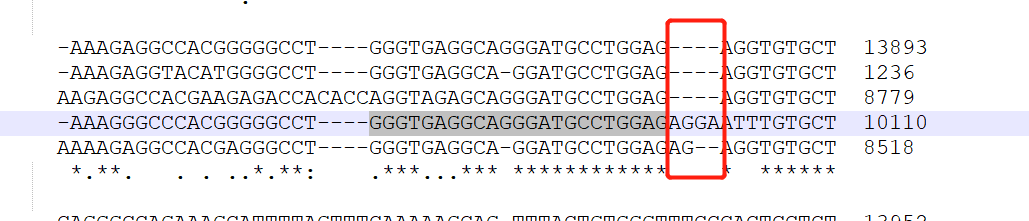 -AAAGAGGCCACGGGGGCCT----GGGTGAGGCAGGGATGCCTGGAG----AGGTGTGCT  13893
-AAAGAGGTACATGGGGCCT----GGGTGAGGCA-GGATGCCTGGAG----AGGTGTGCT  1236
AAGAGGCCACGAAGAGACCACACCAGGTAGAGCAGGGATGCCTGGAG----AGGTGTGCT  8779
-AAAGGGCCCACGGGGGCCT----GGGTGAGGCAGGGATGCCTGGAGAGGAATTTGTGCT  10110
AAAAGAGGCCACGAGGGCCT----GGGTGAGGCA-GGATGCCTGGAGAG--AGGTGTGCT  8518
 *.**.   . . ..*.**:    .***...*** ************    *  ******